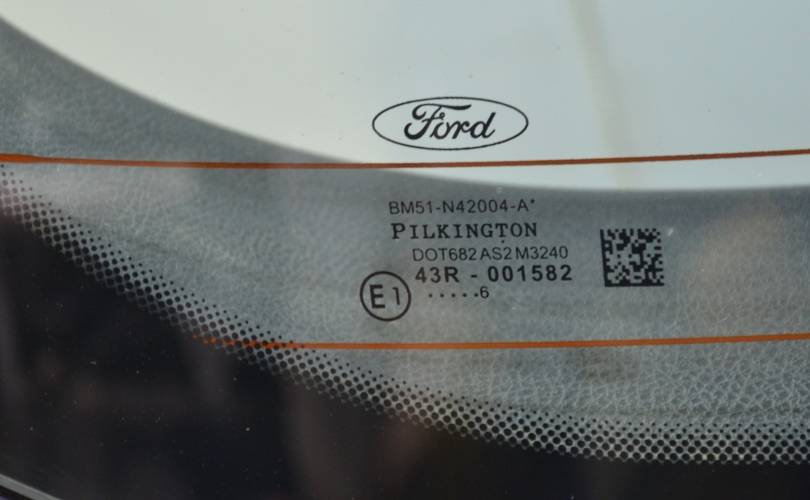 Ford
BM51-N42004-A*
PILKINGTON
DOT682 AS2 M3240
43R - 001582
E1
.....6